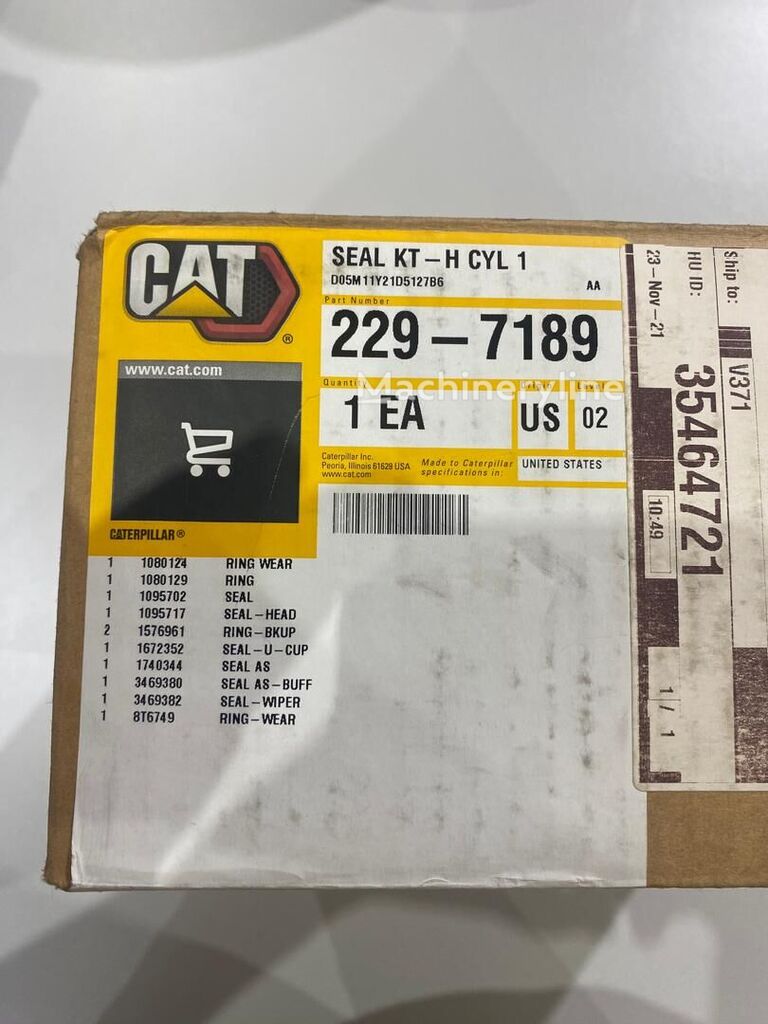 CAT
®
www.cat.com
CATERPILLAR®
SEAL KT-H CYL 1
D05M11Y21D5127B6
AA
Part Number
229-7189
Quantity Origin Level
Machineryline
1 EA US 02
Caterpillar Inc.
Peoria, Illinois 61629 USA
www.cat.com
Made to Caterpillar
specifications in:
UNITED STATES
1 1080124 RING WEAR
1 1080129 RING
1 1095702 SEAL
1 1095717 SEAL-HEAD
2 1576961 RING-BKUP
1 1672352 SEAL-U-CUP
1 1740344 SEAL AS
1 3469380 SEAL AS-BUFF
1 3469382 SEAL-WIPER
1 8T6749 RING-WEAR
Ship to:
V371
HU ID:
35464721
23-Nov-21
10:49
1 / 1